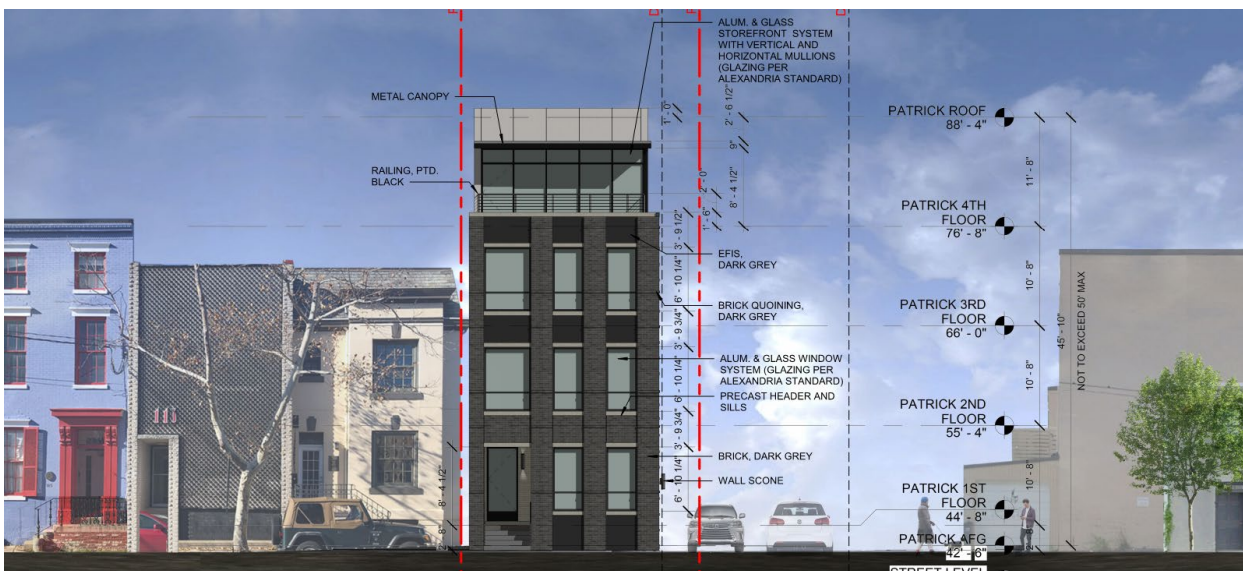 ALUM. & GLASS
STOREFRONT SYSTEM
WITH VERTICAL AND
HORIZONTAL MULLIONS
(GLAZING PER
ALEXANDRIA STANDARD)
METAL CANOPY
RAILING, PTD.
BLACK
EFIS,
DARK GREY
BRICK QUOINING,
DARK GREY
ALUM. & GLASS WINDOW
SYSTEM (GLAZING PER
ALEXANDRIA STANDARD)
PRECAST HEADER AND
SILLS
BRICK, DARK GREY
WALL SCONE
1' - 0"
2' - 6 1/2"
9"
2' - 0"
8' - 4 1/2"
1' - 6"
3' - 9 1/2"
6' - 10 1/4"
3' - 9 3/4"
6' - 10 1/4"
3' - 9 3/4"
6' - 10 1/4"
8' - 4 1/2"
111
PATRICK ROOF
88' - 4"
PATRICK 4TH
FLOOR
76' - 8"
PATRICK 3RD
FLOOR
66' - 0"
PATRICK 2ND
FLOOR
55' - 4"
PATRICK 1ST
FLOOR
44' - 8"
PATRICK AFG
42' - 6"
STREET LEVEL
11' - 8"
10' - 8"
10' - 8"
10' - 8"
45' - 10"
NOT TO EXCEED 50' MAX